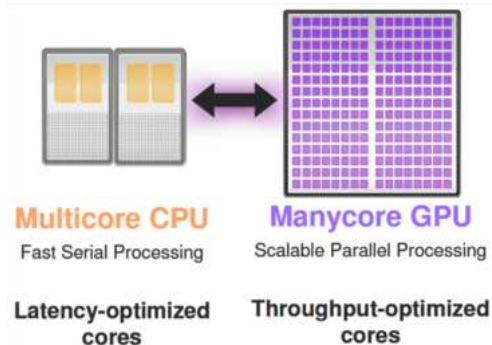 Multicore CPU
Fast Serial Processing
Latency-optimized
cores
Manycore GPU
Scalable Parallel Processing
Throughput-optimized
cores